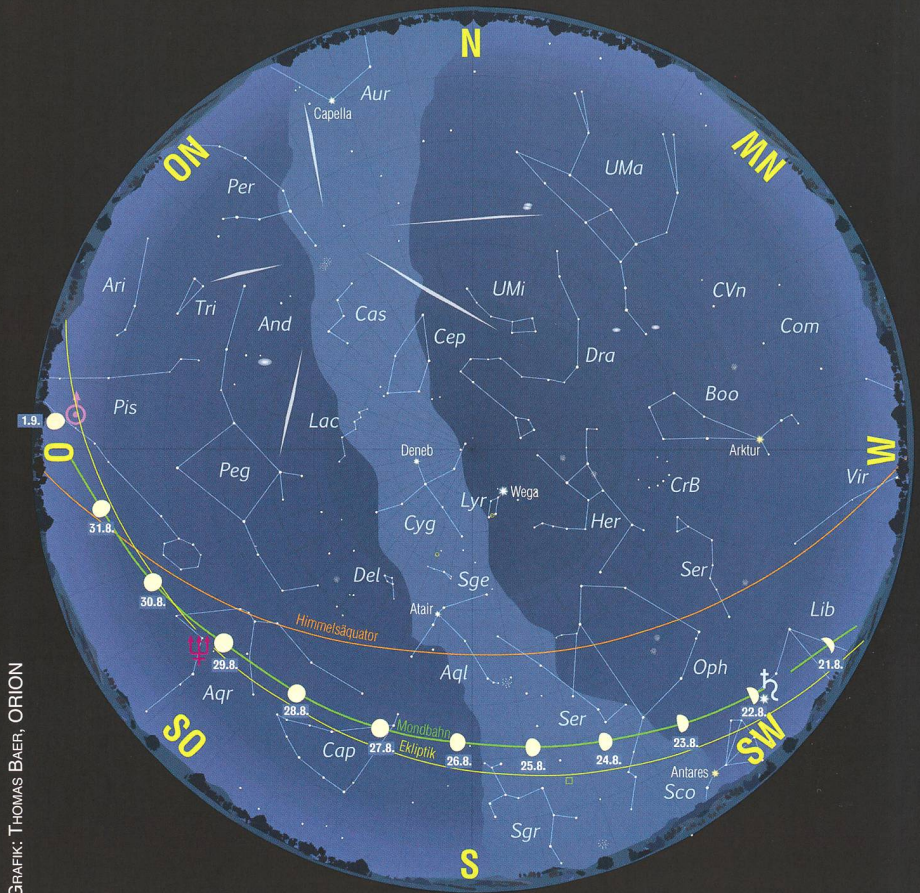 N
Aur
Capella
NO
NW
UMa
Per
Ari
Tri
And
Cas
UMi
CVn
Cep
Com
Dra
Pis
Boo
1.9.
Lac
O
Deneb
Arktur
W
Peg
Lyr
Wega
CrB
Vir
Cyg
Her
31.8.
Del
Sge
Ser
30.8.
Atair
Himmelsäquator
Lib
29.8.
Aql
Oph
21.8.
Aqr
28.8.
Ser
22.8.
SO
Mondbahn
SW
Cap
27.8.
Ekliptik
26.8.
25.8.
24.8.
23.8.
Antares
Sco
Sgr
S
GRAFIK: THOMAS BAER, ORION